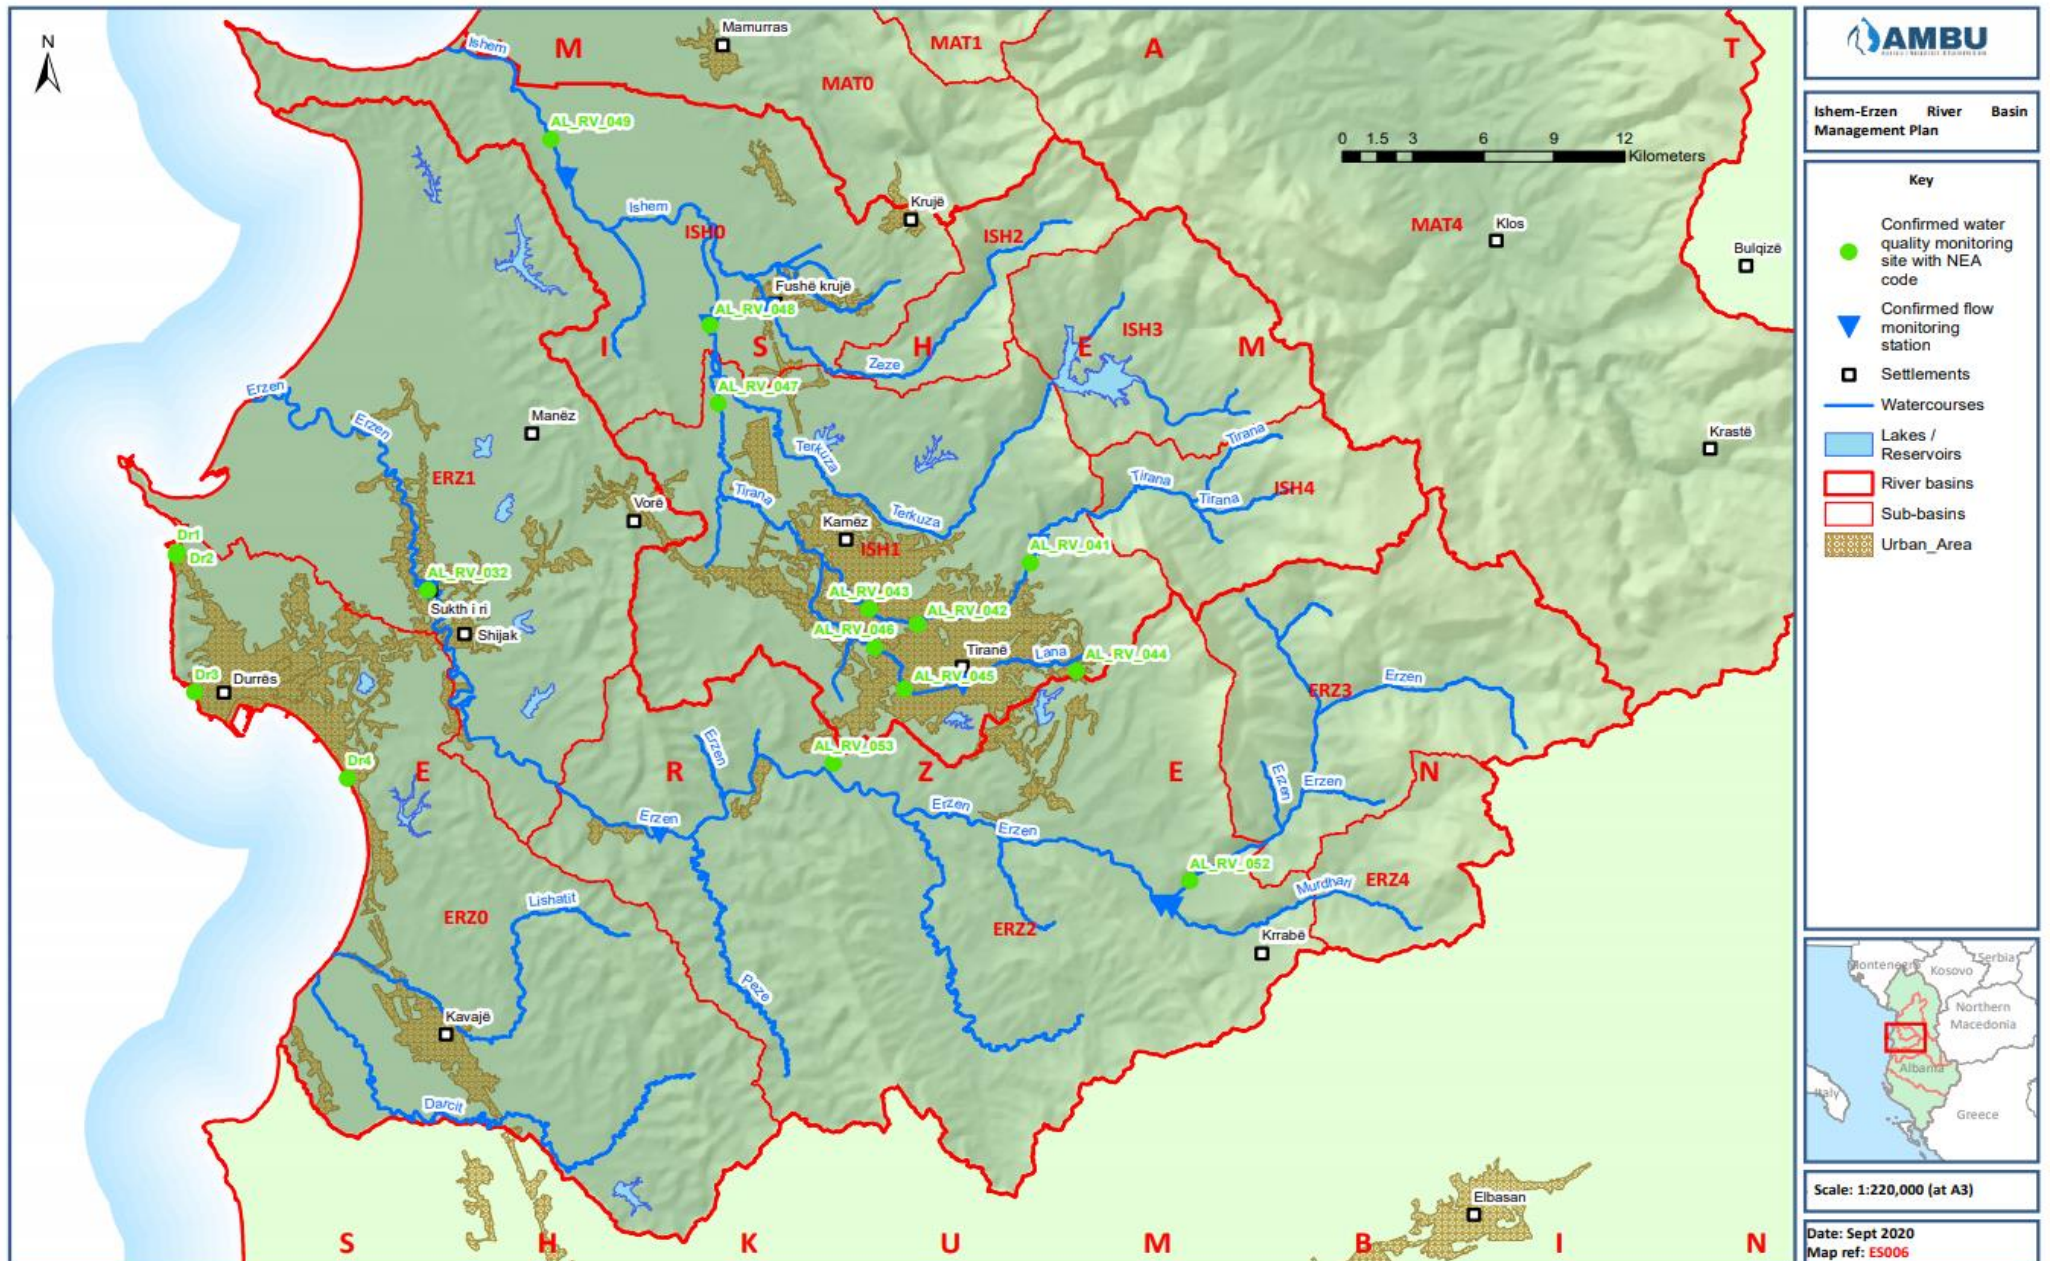 N
Mamurras
Ishem
M
MAT1
A
T
MAT0
AL_RV_049
0 1.5 3 6 9 12
Kilometers
Krujë
Ishem
ISH0
ISH2
MAT4
Klos
Bulqizë
Fushë krujë
AL_RV_048
ISH3
I
S
H
E
M
Zeze
AL_RV_047
Erzen
Erzen
Manëz
Terkuza
Tirana
Krastë
ERZ1
Tirana
Tirana
ISH4
Tirana
Vorë
Terkuza
Kamëz
ISH1
Dr1
Dr2
AL_RV_041
AL_RV_032
AL_RV_043
AL_RV_042
Sukth i ri
Shijak
AL_RV_046
Tiranë
Lana
AL_RV_044
Dr3
Durrës
AL_RV_045
Erzen
ERZ3
Erzen
AL_RV_053
Dr4
E
R
Z
E
N
Erzen
Erzen
Erzen
Erzen
Erzen
AL_RV_052
Murdhari
ERZ4
Lishatit
ERZ0
ERZ2
Krrabë
Peze
Kavajë
Darcit
Elbasan
S
H
K
U
M
B
I
N
AMBU
Ishem-Erzen River Basin
Management Plan
Key
Confirmed water
quality monitoring
site with NEA
code
Confirmed flow
monitoring
station
Settlements
Watercourses
Lakes /
Reservoirs
River basins
Sub-basins
Urban_Area
Montenegro
Kosovo
Serbia
Northern
Macedonia
Albania
Italy
Greece
Scale: 1:220,000 (at A3)
Date: Sept 2020
Map ref: ES006